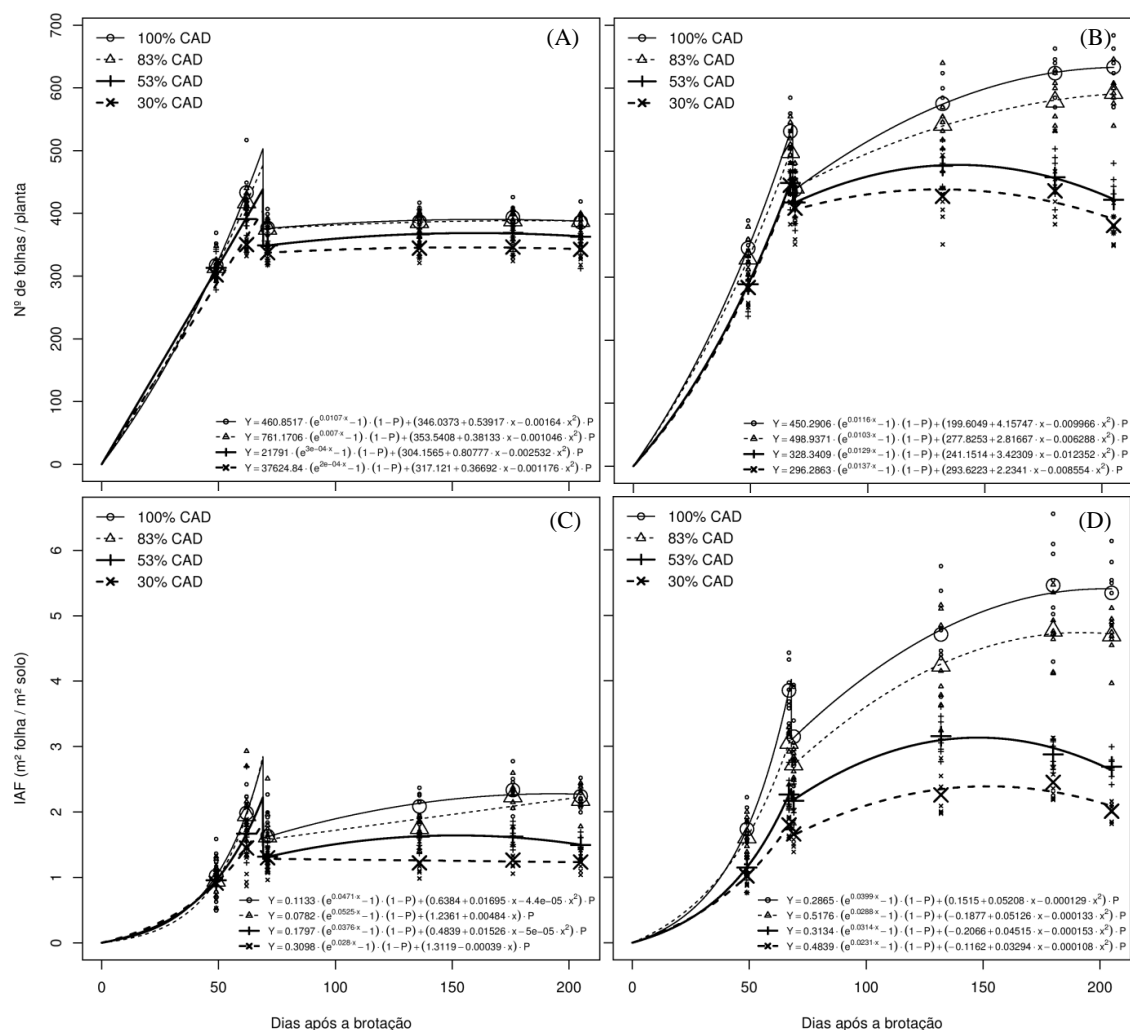 700
600
500
400
300
200
100
0
Nº de folhas / planta
(A)
100% CAD
83% CAD
53% CAD
30% CAD
Y = 460.8517 · (e^0.0107·x − 1) · (1−P) + (346.0373 + 0.53917 · x − 0.00164 · x²) · P
Y = 761.1706 · (e^0.007·x − 1) · (1−P) + (353.5408 + 0.38133 · x − 0.001046 · x²) · P
Y = 21791 · (e^3e−04·x − 1) · (1−P) + (304.1565 + 0.80777 · x − 0.002532 · x²) · P
Y = 37624.84 · (e^2e−04·x − 1) · (1−P) + (317.121 + 0.36692 · x − 0.001176 · x²) · P
(B)
100% CAD
83% CAD
53% CAD
30% CAD
Y = 450.2906 · (e^0.0116·x − 1) · (1−P) + (199.6049 + 4.15747 · x − 0.009966 · x²) · P
Y = 498.9371 · (e^0.0103·x − 1) · (1−P) + (277.8253 + 2.81667 · x − 0.006288 · x²) · P
Y = 328.3409 · (e^0.0129·x − 1) · (1−P) + (241.1514 + 3.42309 · x − 0.012352 · x²) · P
Y = 296.2863 · (e^0.0137·x − 1) · (1−P) + (293.6223 + 2.2341 · x − 0.008554 · x²) · P
6
5
4
3
2
1
0
IAF (m² folha / m² solo)
(C)
100% CAD
83% CAD
53% CAD
30% CAD
Y = 0.1133 · (e^0.0471·x − 1) · (1−P) + (0.6384 + 0.01695 · x − 4.4e−05 · x²) · P
Y = 0.0782 · (e^0.0525·x − 1) · (1−P) + (1.2361 + 0.00484 · x) · P
Y = 0.1797 · (e^0.0376·x − 1) · (1−P) + (0.4839 + 0.01526 · x − 5e−05 · x²) · P
Y = 0.3098 · (e^0.028·x − 1) · (1−P) + (1.3119 − 0.00039 · x) · P
(D)
100% CAD
83% CAD
53% CAD
30% CAD
Y = 0.2865 · (e^0.0399·x − 1) · (1−P) + (0.1515 + 0.05208 · x − 0.000129 · x²) · P
Y = 0.5176 · (e^0.0288·x − 1) · (1−P) + (−0.1877 + 0.05126 · x − 0.000133 · x²) · P
Y = 0.3134 · (e^0.0314·x − 1) · (1−P) + (−0.2066 + 0.04515 · x − 0.000153 · x²) · P
Y = 0.4839 · (e^0.0231·x − 1) · (1−P) + (−0.1162 + 0.03294 · x − 0.000108 · x²) · P
0 50 100 150 200
0 50 100 150 200
Dias após a brotação
Dias após a brotação